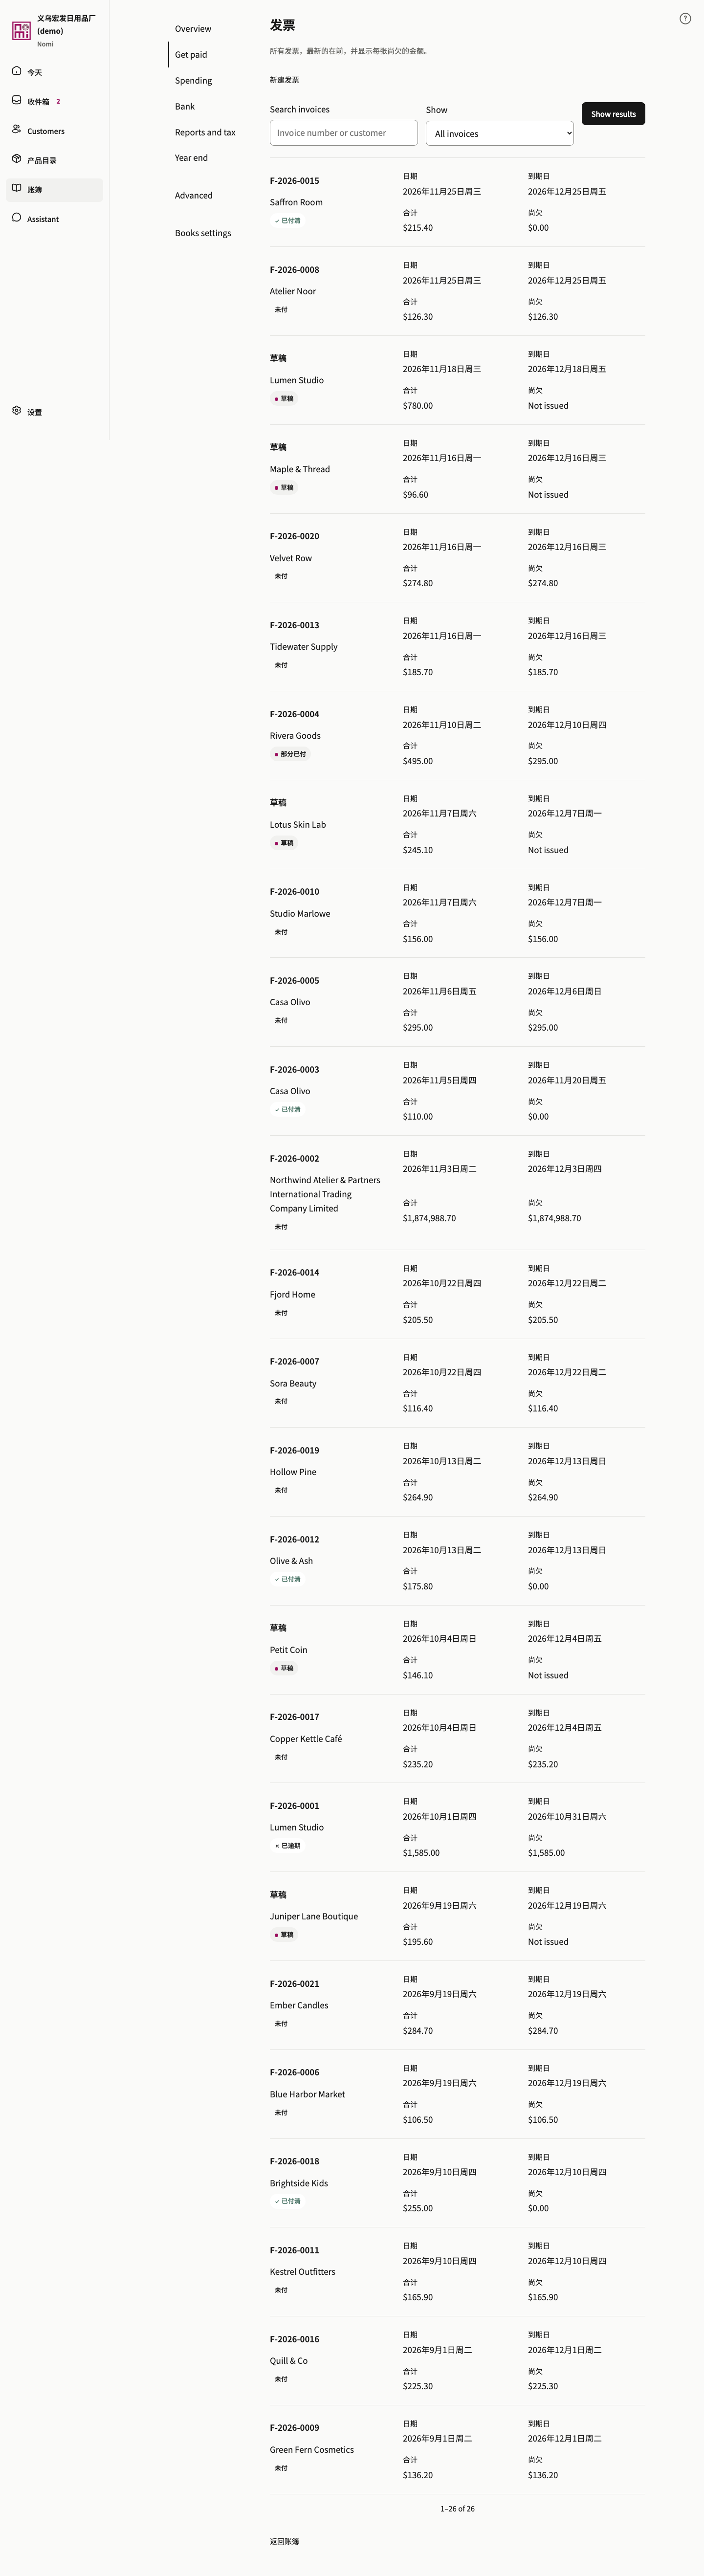 义乌宏发日用品厂
(demo)
Nomi
今天
收件箱 2
Customers
产品目录
账簿
Assistant
设置
Overview
Get paid
Spending
Bank
Reports and tax
Year end
Advanced
Books settings
?
发票
所有发票，最新的在前，并显示每张尚欠的金额。
新建发票
Search invoices
Invoice number or customer
Show
All invoices
Show results
F-2026-0015
Saffron Room
✓ 已付清
日期
2026年11月25日周三
到期日
2026年12月25日周五
合计
$215.40
尚欠
$0.00
F-2026-0008
Atelier Noor
未付
日期
2026年11月25日周三
到期日
2026年12月25日周五
合计
$126.30
尚欠
$126.30
草稿
Lumen Studio
草稿
日期
2026年11月18日周三
到期日
2026年12月18日周五
合计
$780.00
尚欠
Not issued
草稿
Maple & Thread
草稿
日期
2026年11月16日周一
到期日
2026年12月16日周三
合计
$96.60
尚欠
Not issued
F-2026-0020
Velvet Row
未付
日期
2026年11月16日周一
到期日
2026年12月16日周三
合计
$274.80
尚欠
$274.80
F-2026-0013
Tidewater Supply
未付
日期
2026年11月16日周一
到期日
2026年12月16日周三
合计
$185.70
尚欠
$185.70
F-2026-0004
Rivera Goods
部分已付
日期
2026年11月10日周二
到期日
2026年12月10日周四
合计
$495.00
尚欠
$295.00
草稿
Lotus Skin Lab
草稿
日期
2026年11月7日周六
到期日
2026年12月7日周一
合计
$245.10
尚欠
Not issued
F-2026-0010
Studio Marlowe
未付
日期
2026年11月7日周六
到期日
2026年12月7日周一
合计
$156.00
尚欠
$156.00
F-2026-0005
Casa Olivo
未付
日期
2026年11月6日周五
到期日
2026年12月6日周日
合计
$295.00
尚欠
$295.00
F-2026-0003
Casa Olivo
✓ 已付清
日期
2026年11月5日周四
到期日
2026年11月20日周五
合计
$110.00
尚欠
$0.00
F-2026-0002
Northwind Atelier & Partners
International Trading
Company Limited
未付
日期
2026年11月3日周二
到期日
2026年12月3日周四
合计
$1,874,988.70
尚欠
$1,874,988.70
F-2026-0014
Fjord Home
未付
日期
2026年10月22日周四
到期日
2026年12月22日周二
合计
$205.50
尚欠
$205.50
F-2026-0007
Sora Beauty
未付
日期
2026年10月22日周四
到期日
2026年12月22日周二
合计
$116.40
尚欠
$116.40
F-2026-0019
Hollow Pine
未付
日期
2026年10月13日周二
到期日
2026年12月13日周日
合计
$264.90
尚欠
$264.90
F-2026-0012
Olive & Ash
✓ 已付清
日期
2026年10月13日周二
到期日
2026年12月13日周日
合计
$175.80
尚欠
$0.00
草稿
Petit Coin
草稿
日期
2026年10月4日周日
到期日
2026年12月4日周五
合计
$146.10
尚欠
Not issued
F-2026-0017
Copper Kettle Café
未付
日期
2026年10月4日周日
到期日
2026年12月4日周五
合计
$235.20
尚欠
$235.20
F-2026-0001
Lumen Studio
× 已逾期
日期
2026年10月1日周四
到期日
2026年10月31日周六
合计
$1,585.00
尚欠
$1,585.00
草稿
Juniper Lane Boutique
草稿
日期
2026年9月19日周六
到期日
2026年12月19日周六
合计
$195.60
尚欠
Not issued
F-2026-0021
Ember Candles
未付
日期
2026年9月19日周六
到期日
2026年12月19日周六
合计
$284.70
尚欠
$284.70
F-2026-0006
Blue Harbor Market
未付
日期
2026年9月19日周六
到期日
2026年12月19日周六
合计
$106.50
尚欠
$106.50
F-2026-0018
Brightside Kids
✓ 已付清
日期
2026年9月10日周四
到期日
2026年12月10日周四
合计
$255.00
尚欠
$0.00
F-2026-0011
Kestrel Outfitters
未付
日期
2026年9月10日周四
到期日
2026年12月10日周四
合计
$165.90
尚欠
$165.90
F-2026-0016
Quill & Co
未付
日期
2026年9月1日周二
到期日
2026年12月1日周二
合计
$225.30
尚欠
$225.30
F-2026-0009
Green Fern Cosmetics
未付
日期
2026年9月1日周二
到期日
2026年12月1日周二
合计
$136.20
尚欠
$136.20
1–26 of 26
返回账簿